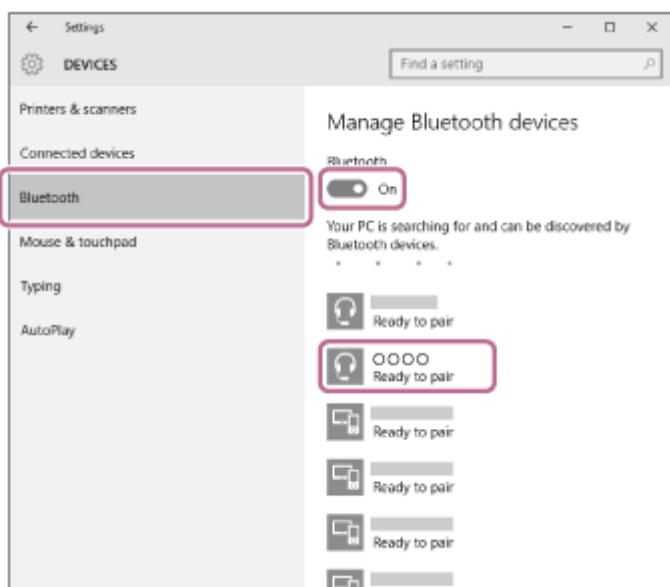 Settings
DEVICES
Find a setting
Printers & scanners
Connected devices
Bluetooth
Mouse & touchpad
Typing
AutoPlay
Manage Bluetooth devices
Bluetooth
On
Your PC is searching for and can be discovered by
Bluetooth devices.
Ready to pair
OOOO
Ready to pair
Ready to pair
Ready to pair
Ready to pair